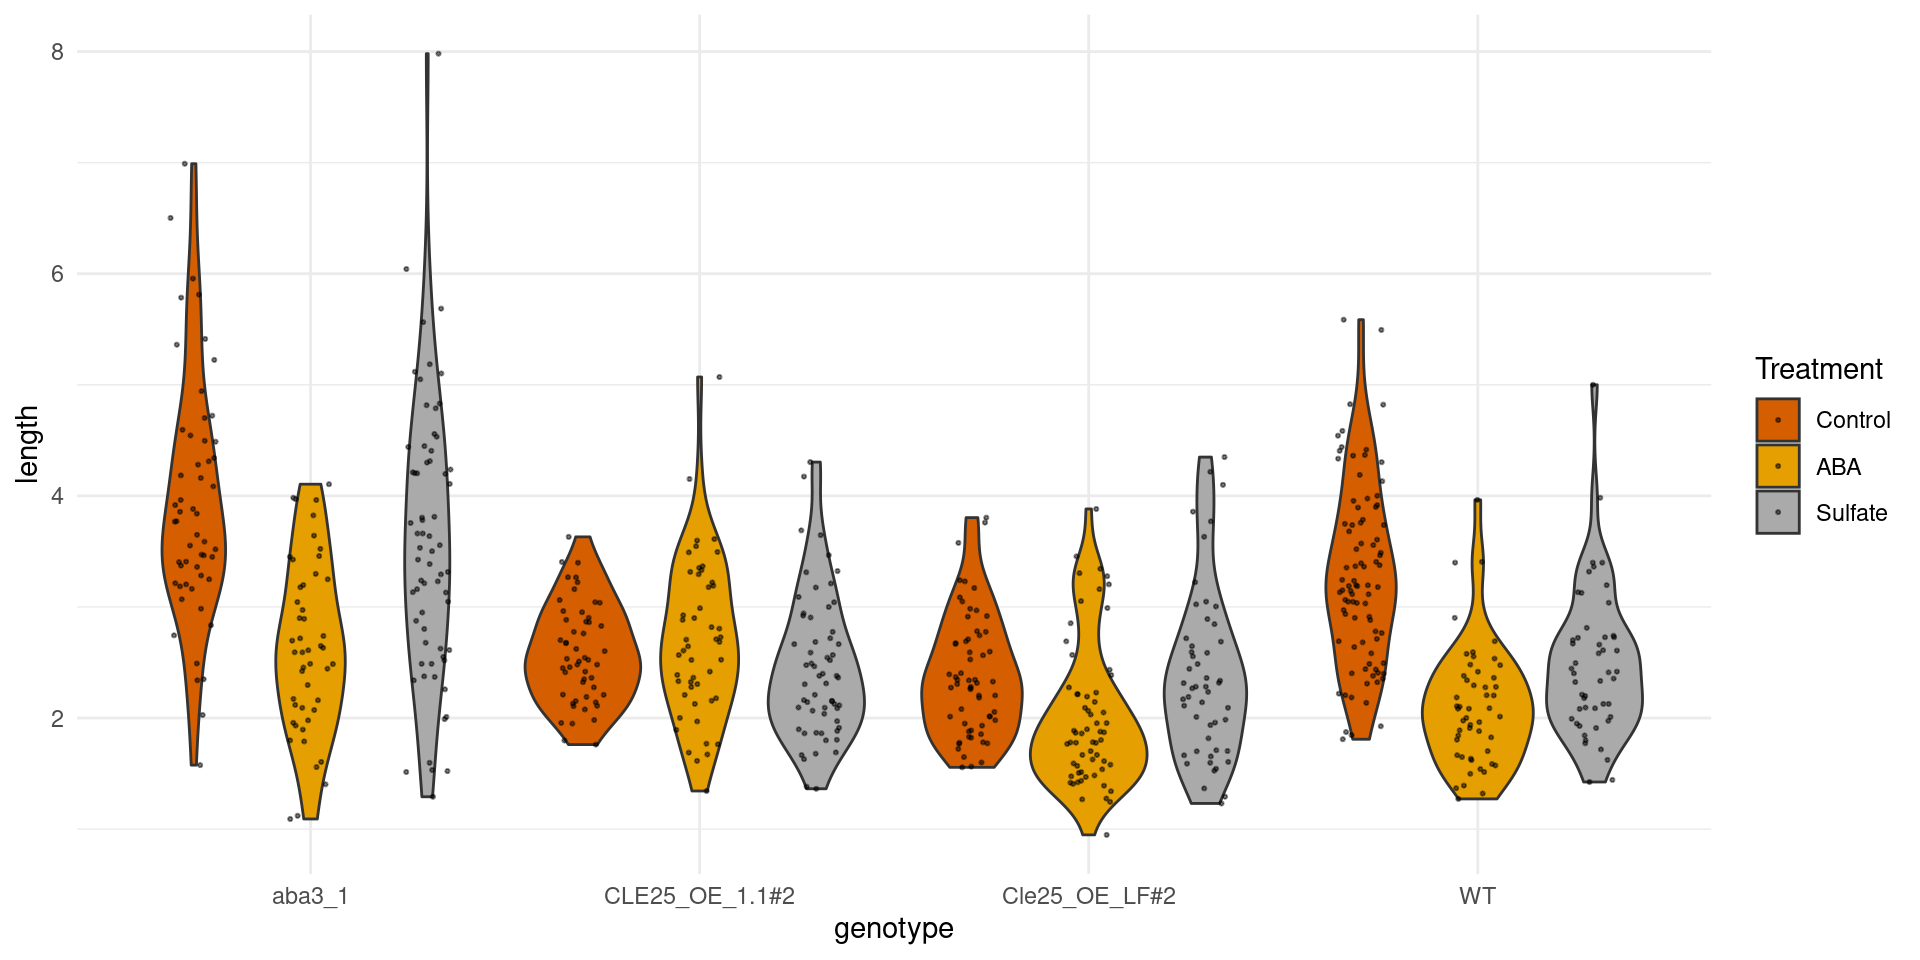 8
6
4
2
length
aba3_1
CLE25_OE_1.1#2
Cle25_OE_LF#2
WT
genotype
Treatment
Control
ABA
Sulfate